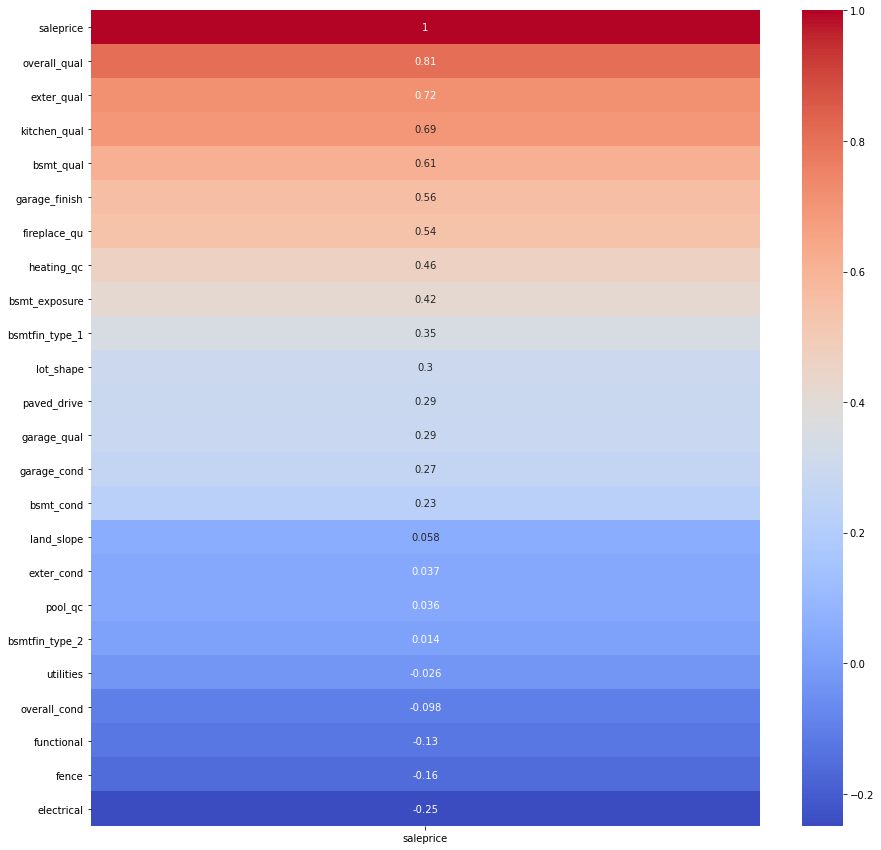 saleprice 1
overall_qual 0.81
exter_qual 0.72
kitchen_qual 0.69
bsmt_qual 0.61
garage_finish 0.56
fireplace_qu 0.54
heating_qc 0.46
bsmt_exposure 0.42
bsmtfin_type_1 0.35
lot_shape 0.3
paved_drive 0.29
garage_qual 0.29
garage_cond 0.27
bsmt_cond 0.23
land_slope 0.058
exter_cond 0.037
pool_qc 0.036
bsmtfin_type_2 0.014
utilities -0.026
overall_cond -0.098
functional -0.13
fence -0.16
electrical -0.25
saleprice
1.0
0.8
0.6
0.4
0.2
0.0
−0.2